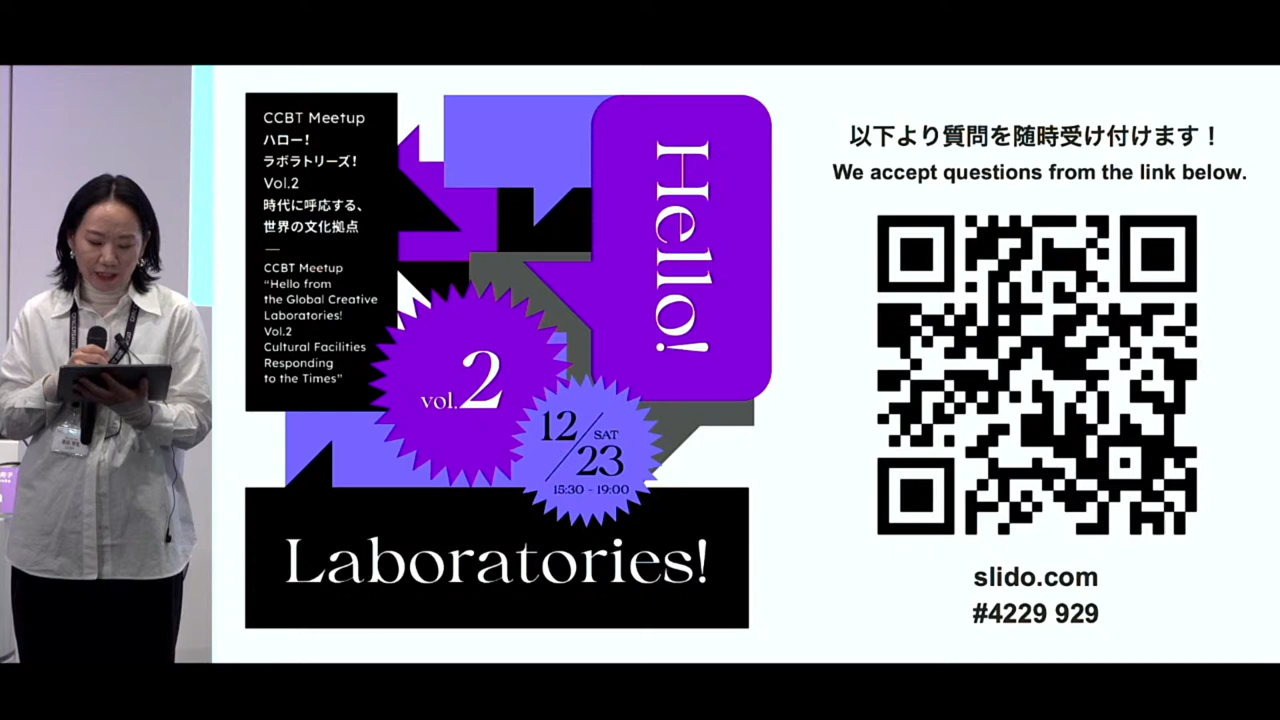 CCBT Meetup
ハロー！
ラボラトリーズ！
Vol.2
時代に呼応する、
世界の文化拠点
—
CCBT Meetup
“Hello from
the Global Creative
Laboratories!
Vol.2
Cultural Facilities
Responding
to the Times”
Hello!
vol.2
12/23
SAT
15:30 - 19:00
Laboratories!
以下より質問を随時受け付けます！
We accept questions from the link below.
slido.com
#4229 929